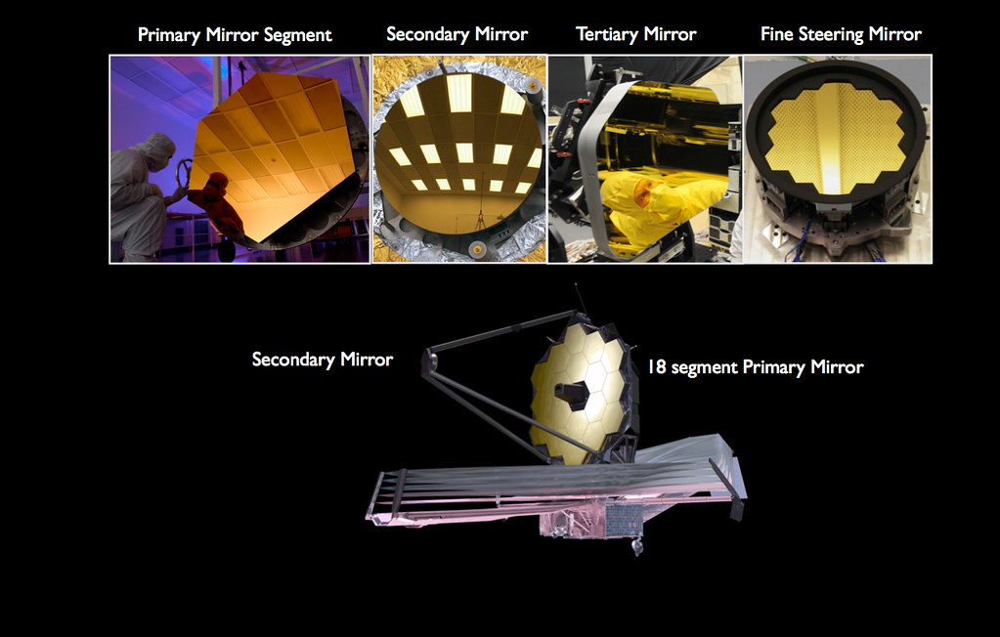 Primary Mirror Segment
Secondary Mirror
Tertiary Mirror
Fine Steering Mirror
Secondary Mirror
18 segment Primary Mirror